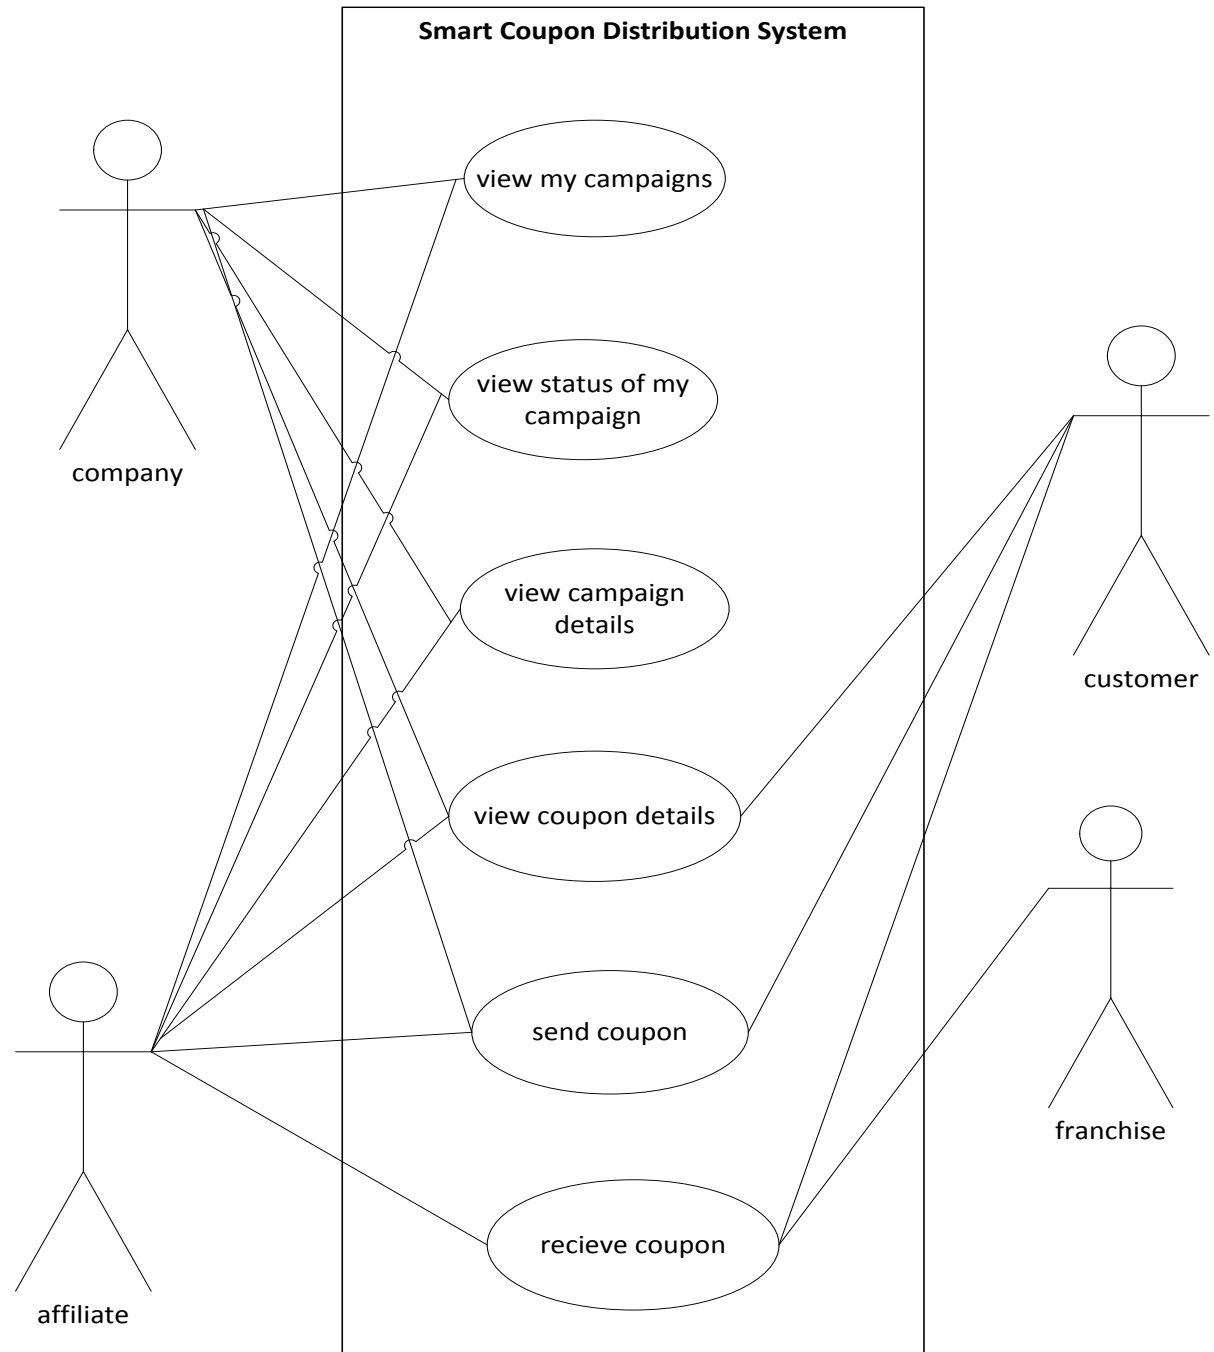 Smart Coupon Distribution System
view my campaigns
view status of my
campaign
company
view campaign
details
customer
view coupon details
send coupon
franchise
recieve coupon
affiliate